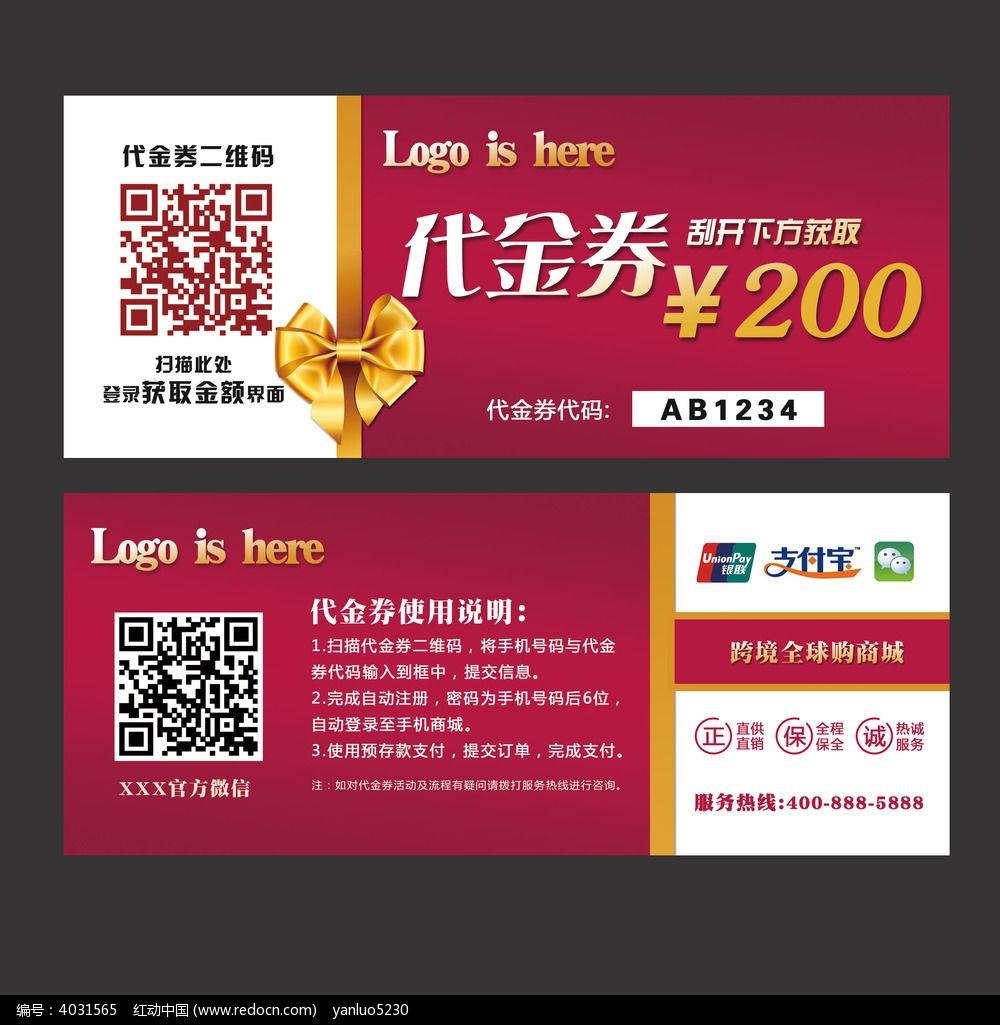 代金券二维码
扫描此处
登录获取金额界面
Logo is here
代金券
刮开下方获取
¥200
代金券代码:
AB1234
Logo is here
XXX官方微信
代金券使用说明:
1.扫描代金券二维码，将手机号码与代金
券代码输入到框中，提交信息。
2.完成自动注册，密码为手机号码后6位，
自动登录至手机商城。
3.使用预存款支付，提交订单，完成支付。
注：如对代金券活动及流程有疑问请拨打服务热线进行咨询。
UnionPay
银联
支付宝™
跨境全球购商城
正 直供直销
保 全程保全
诚 热诚服务
服务热线:400-888-5888
编号：4031565 红动中国 (www.redocn.com) yanluo5230